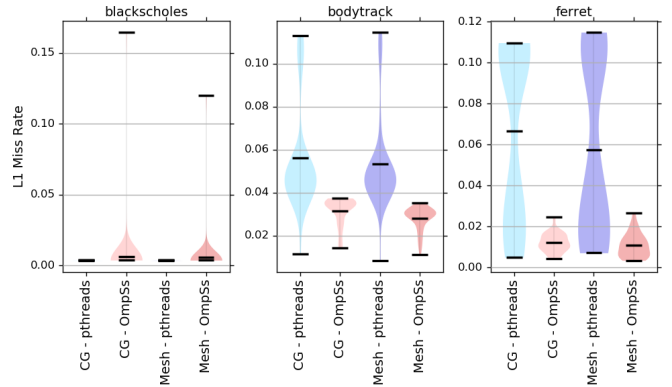 blackscholes
bodytrack
ferret
L1 Miss Rate
0.15
0.10
0.05
0.00
0.10
0.08
0.06
0.04
0.02
0.12
0.10
0.08
0.06
0.04
0.02
0.00
CG - pthreads
CG - OmpSs
Mesh - pthreads
Mesh - OmpSs
CG - pthreads
CG - OmpSs
Mesh - pthreads
Mesh - OmpSs
CG - pthreads
CG - OmpSs
Mesh - pthreads
Mesh - OmpSs